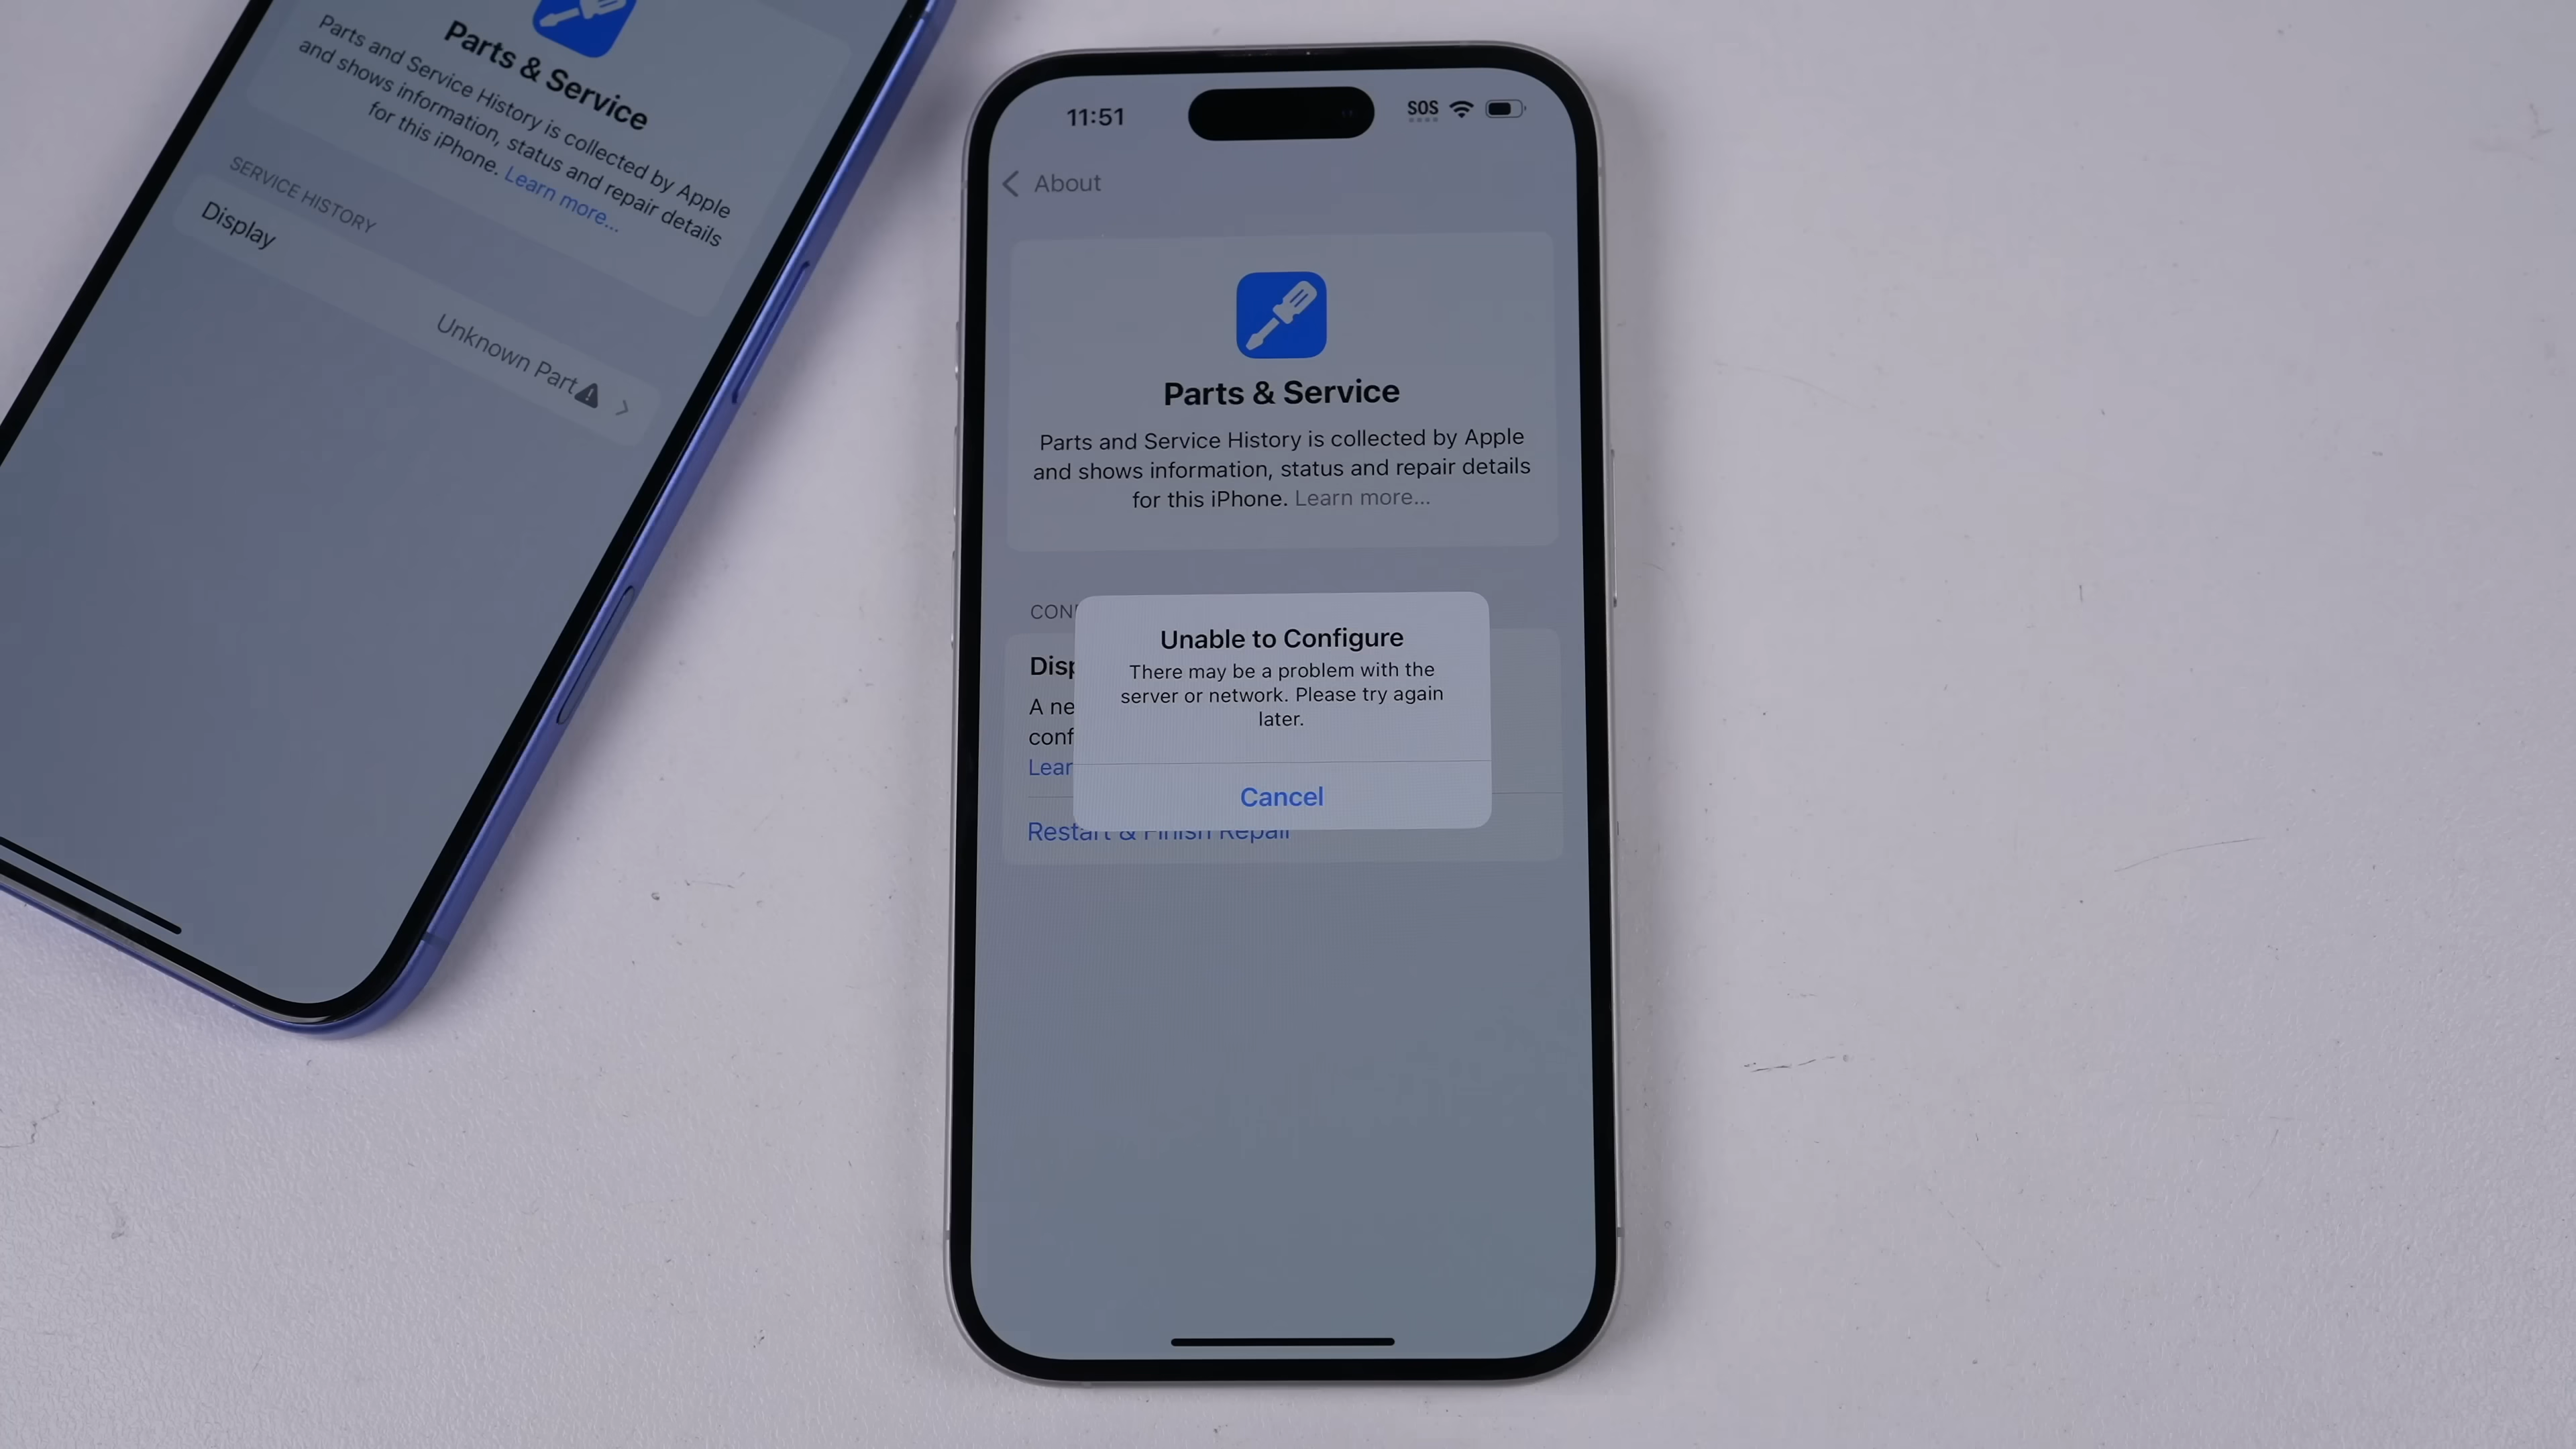 Parts & Service
Parts and Service History is collected by Apple
and shows information, status and repair details
for this iPhone. Learn more...
SERVICE HISTORY
Display
Unknown Part
11:51
SOS
About
Parts & Service
Parts and Service History is collected by Apple
and shows information, status and repair details
for this iPhone. Learn more...
Unable to Configure
There may be a problem with the
server or network. Please try again
later.
A
Cancel
Restart & Finish Repair